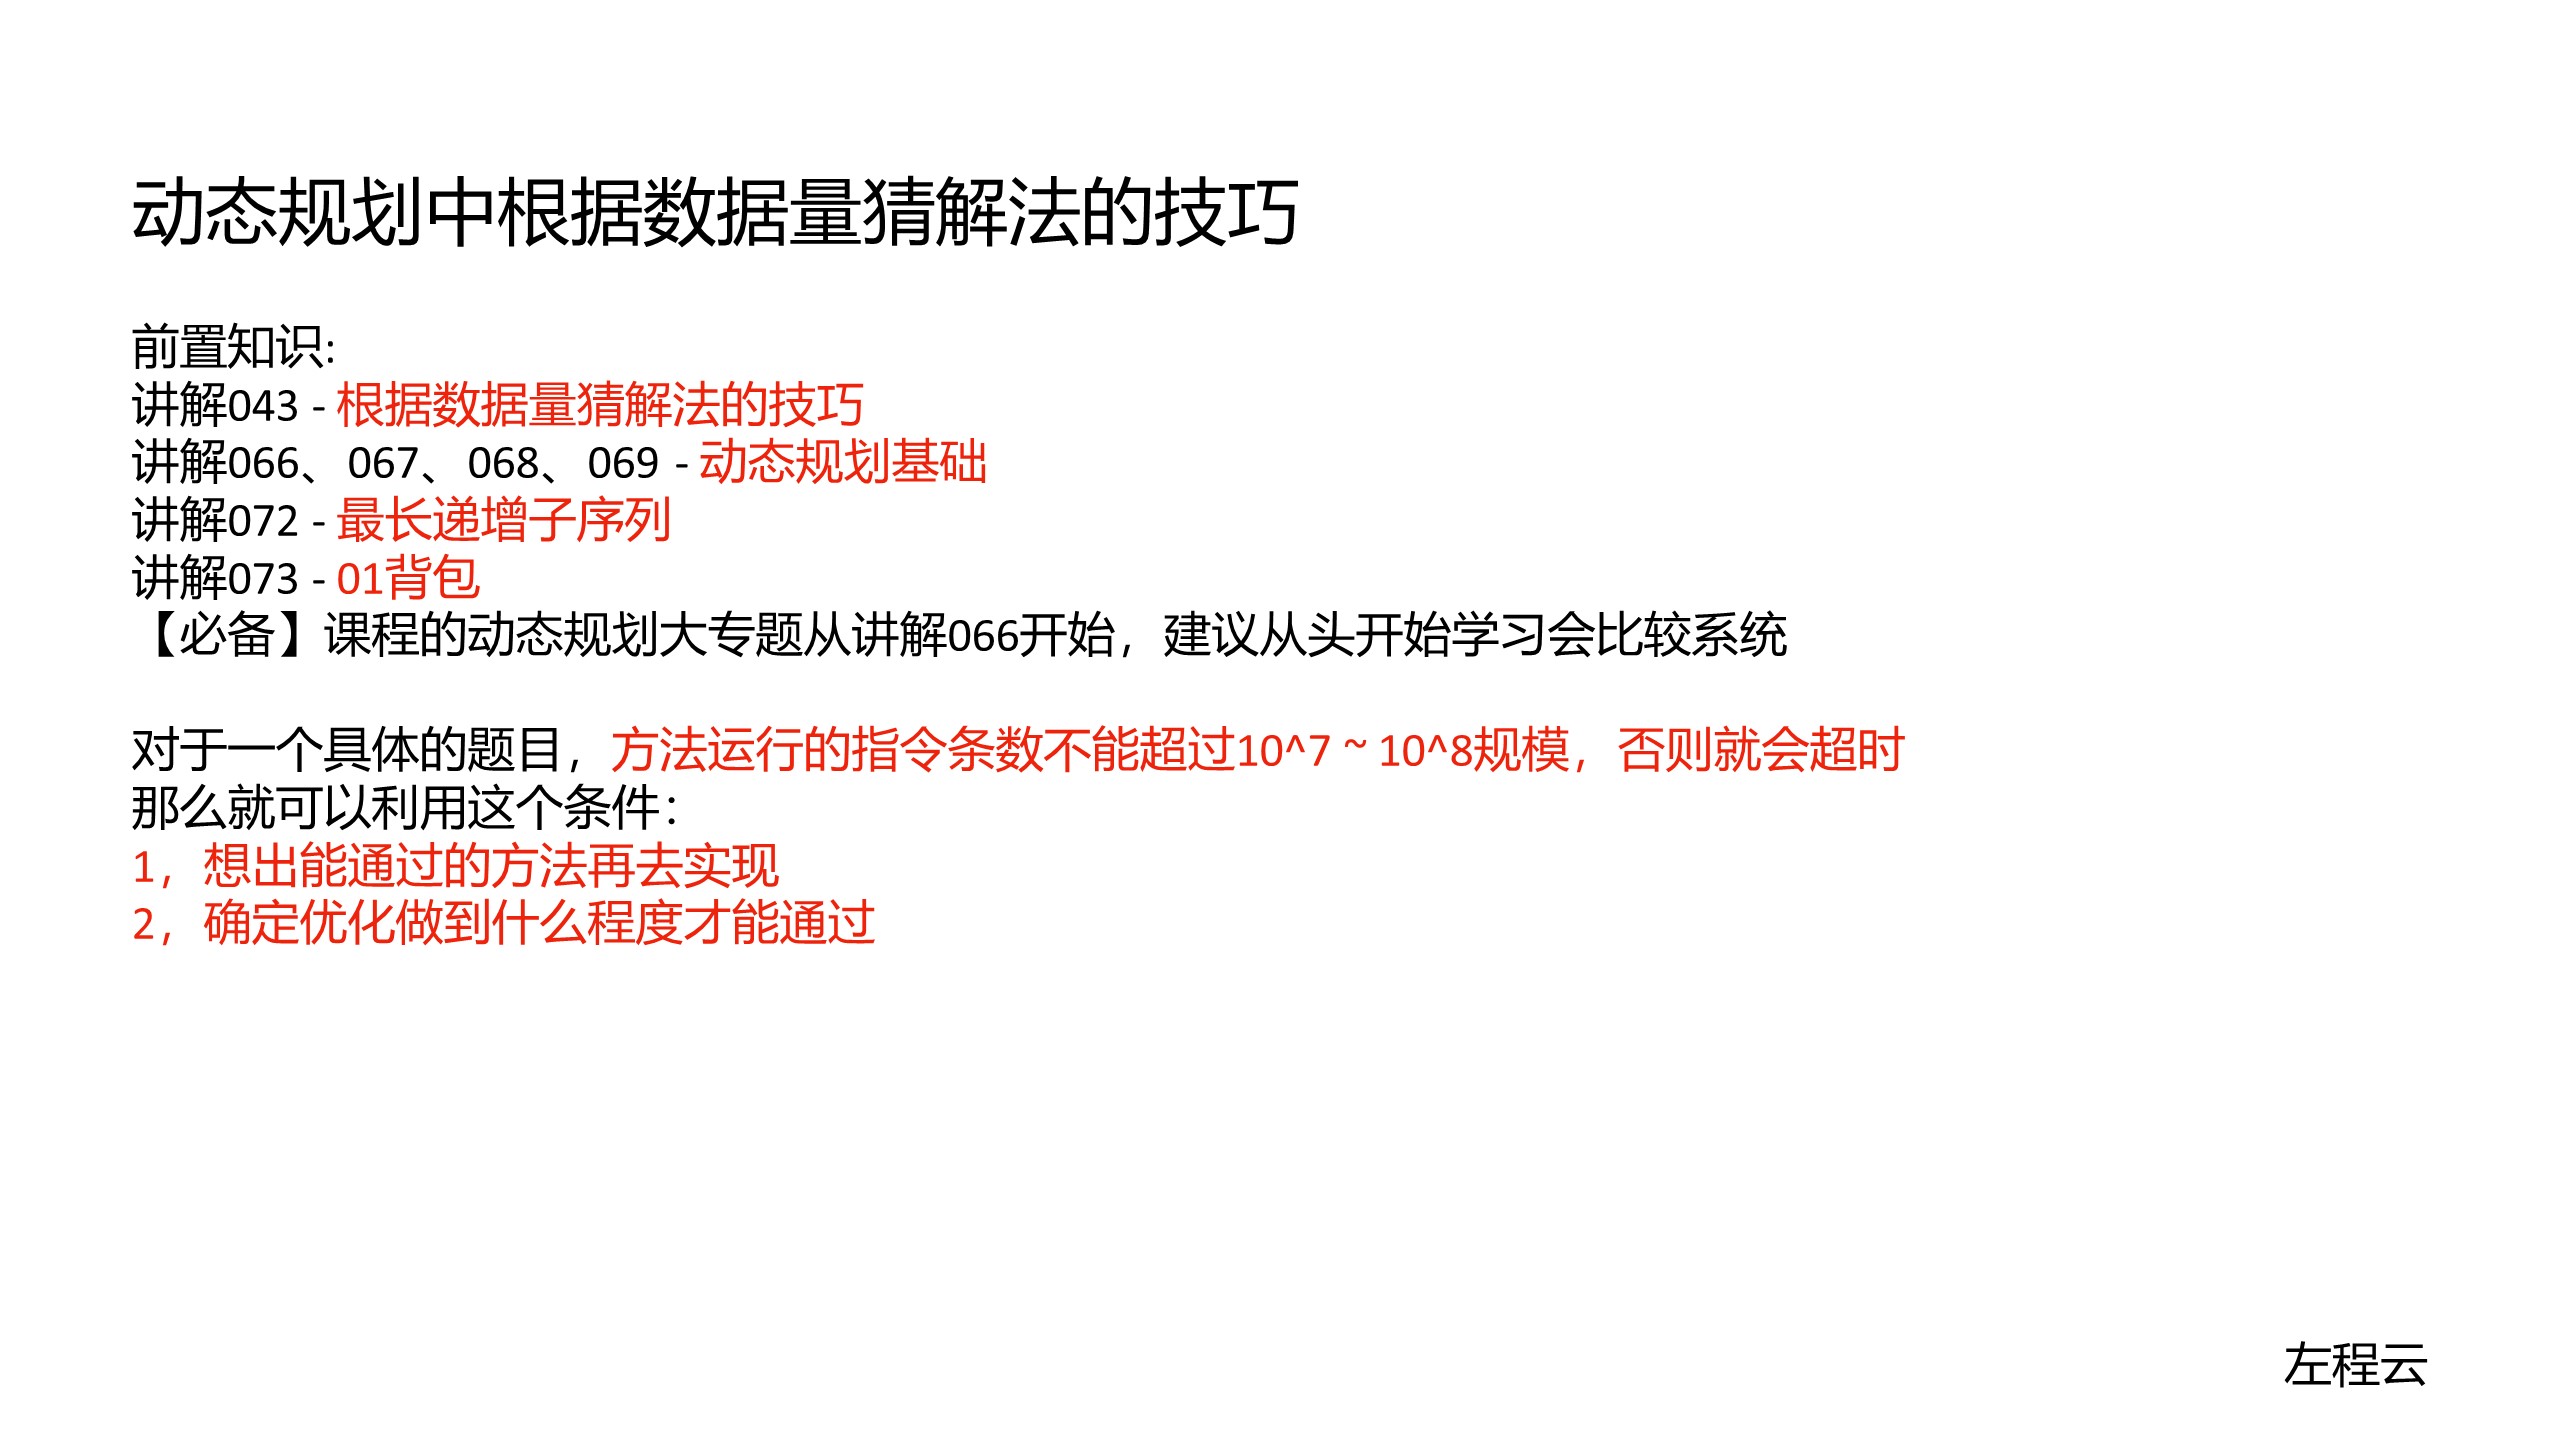 动态规划中根据数据量猜解法的技巧
前置知识:
讲解043 - 根据数据量猜解法的技巧
讲解066、067、068、069 - 动态规划基础
讲解072 - 最长递增子序列
讲解073 - 01背包
【必备】课程的动态规划大专题从讲解066开始，建议从头开始学习会比较系统
对于一个具体的题目，方法运行的指令条数不能超过10^7 ~ 10^8规模，否则就会超时
那么就可以利用这个条件：
1，想出能通过的方法再去实现
2，确定优化做到什么程度才能通过
左程云